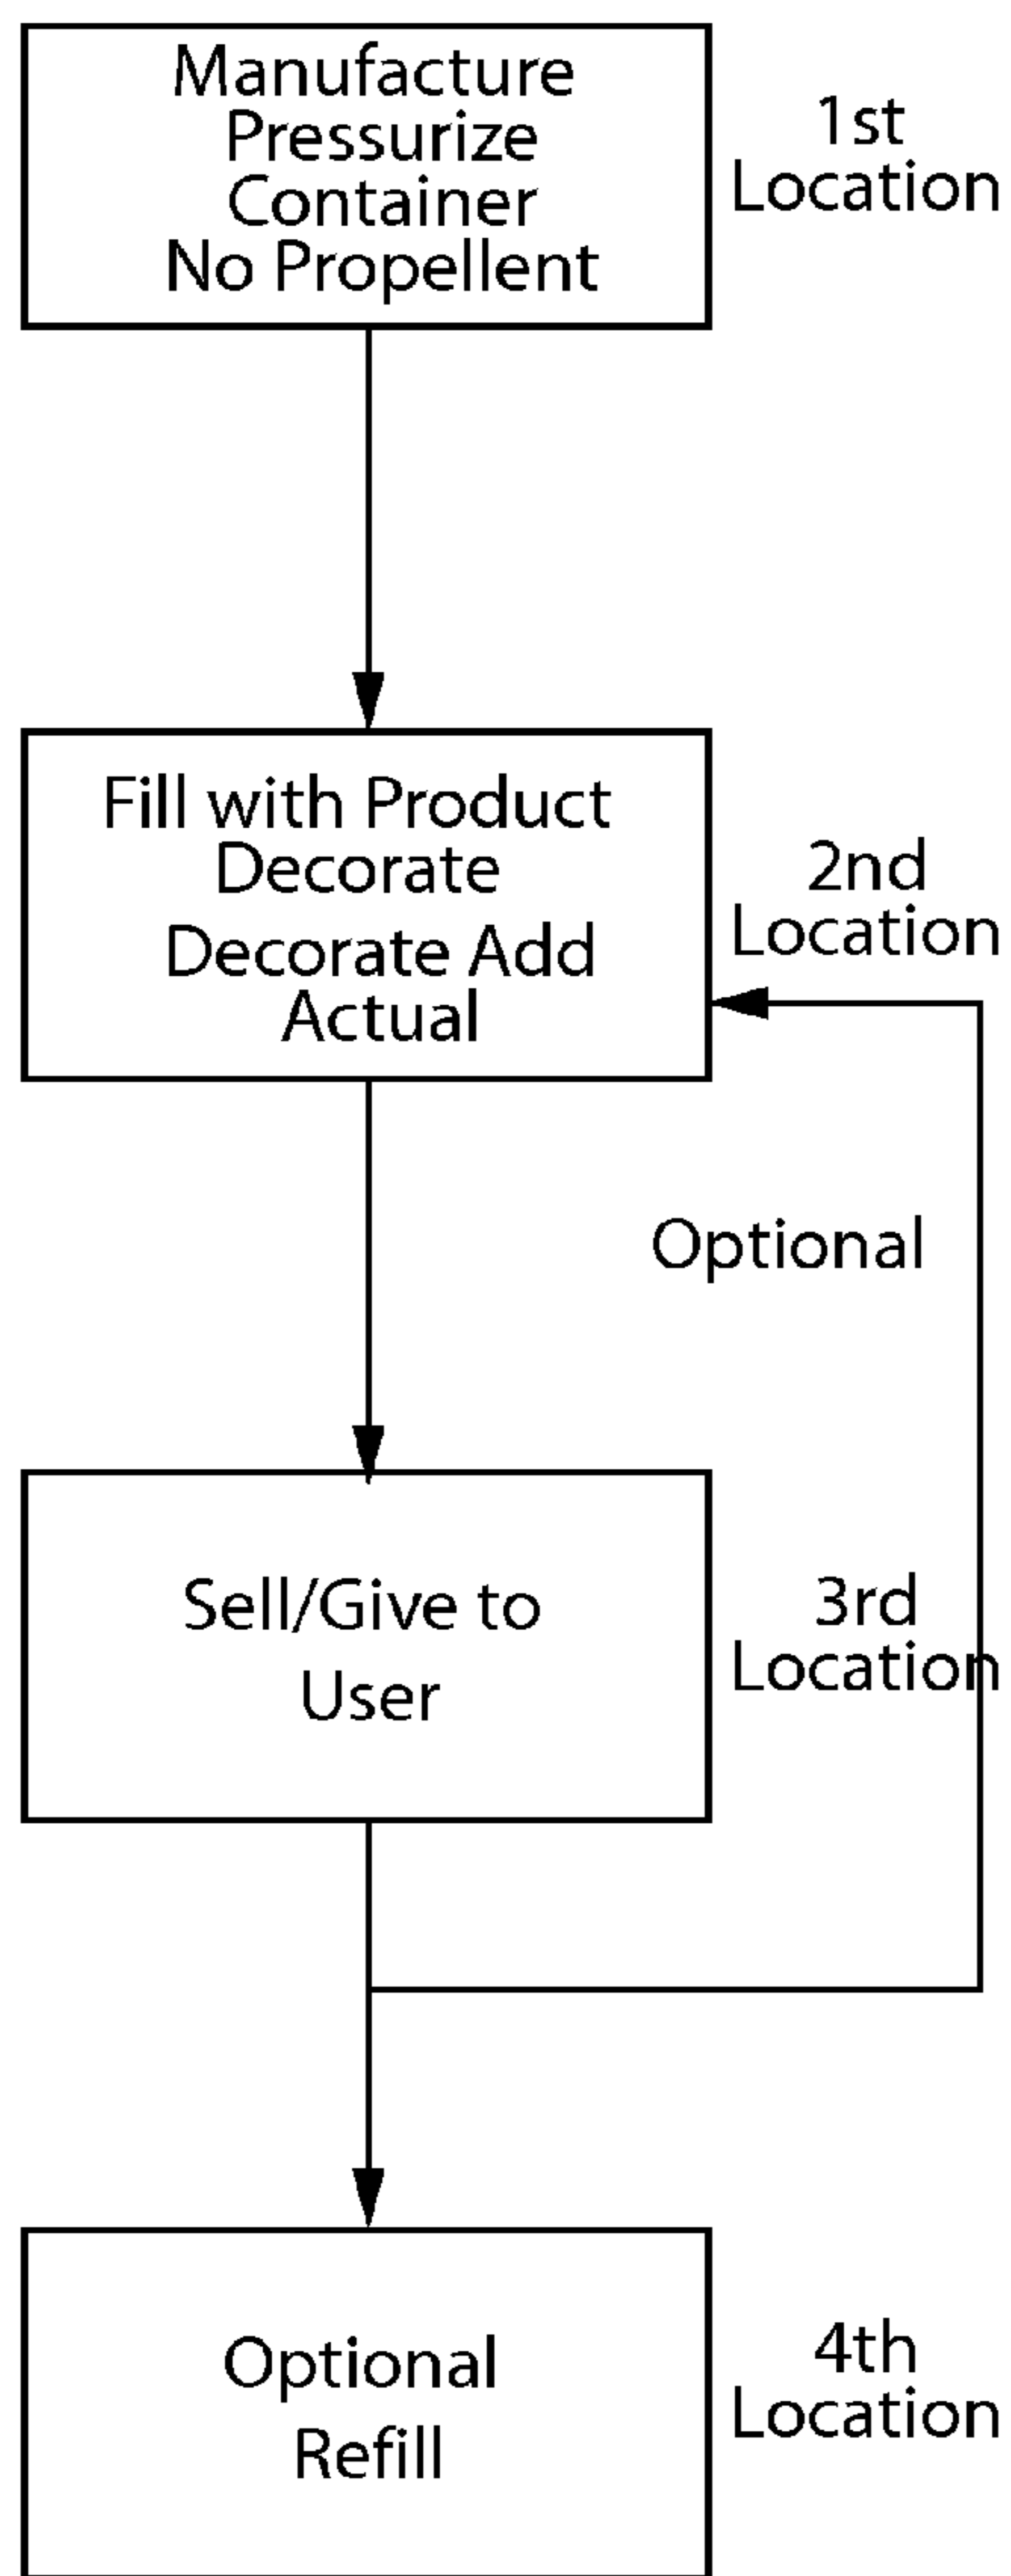 Manufacture
Pressurize
Container
No Propellent
1st
Location
Fill with Product
Decorate
Decorate Add
Actual
2nd
Location
Optional
Sell/Give to
User
3rd
Location
Optional
Refill
4th
Location